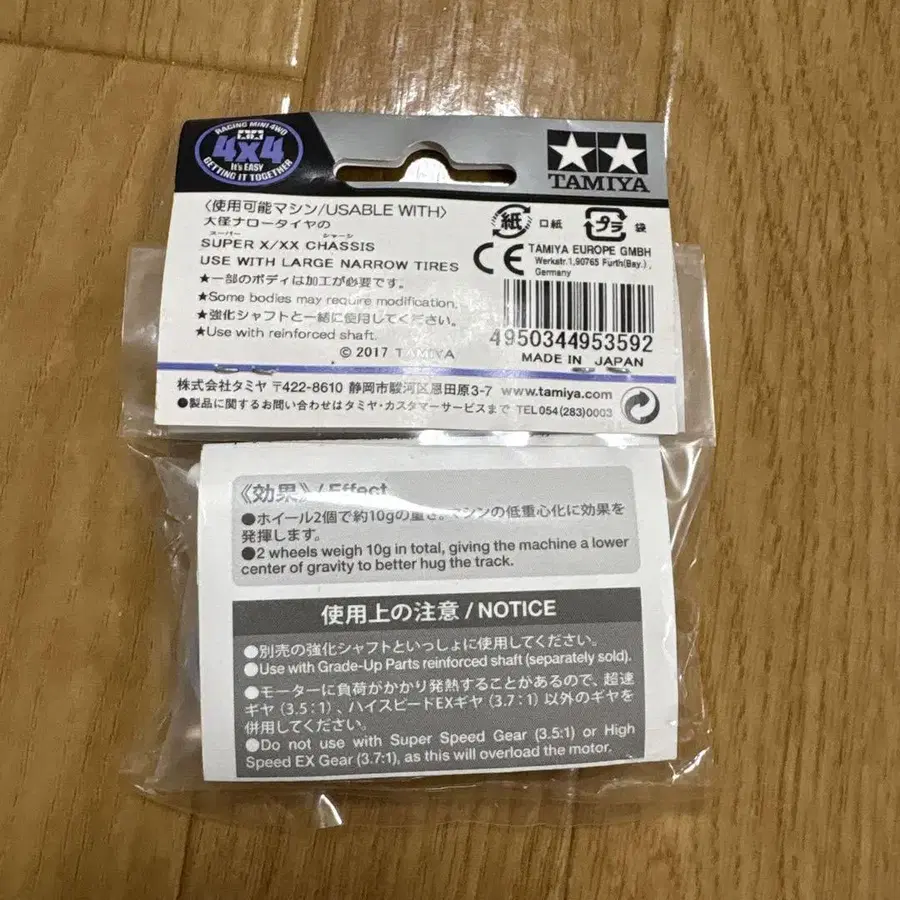 RACING MINI 4WD
4x4
It's EASY
GETTING IT TOGETHER
TAMIYA
〈使用可能マシン/USABLE WITH〉
大径ナロータイヤの
スーパー シャーシ
SUPER X/XX CHASSIS
USE WITH LARGE NARROW TIRES
★一部のボディは加工が必要です。
★Some bodies may require modification.
★強化シャフトと一緒に使用してください。
★Use with reinforced shaft.
© 2017 TAMIYA
紙 口紙 プラ 袋
CE TAMIYA EUROPE GMBH
Werkstr.1,90765 Fürth(Bay.),
Germany
4950344953592
MADE IN JAPAN
株式会社タミヤ 〒422-8610 静岡市駿河区恩田原3-7 www.tamiya.com
●製品に関するお問い合わせはタミヤ・カスタマーサービスまで TEL 054(283)0003
《効果》/ Effect
●ホイール2個で約10gの重さ。マシンの低重心化に効果を
発揮します。
●2 wheels weigh 10g in total, giving the machine a lower
center of gravity to better hug the track.
使用上の注意 / NOTICE
●別売の強化シャフトといっしょに使用してください。
●Use with Grade-Up Parts reinforced shaft (separately sold).
●モーターに負荷がかかり発熱することがあるので、超速
ギヤ (3.5:1) 、ハイスピードEXギヤ (3.7:1) 以外のギヤを
併用してください。
●Do not use with Super Speed Gear (3.5:1) or High
Speed EX Gear (3.7:1), as this will overload the motor.